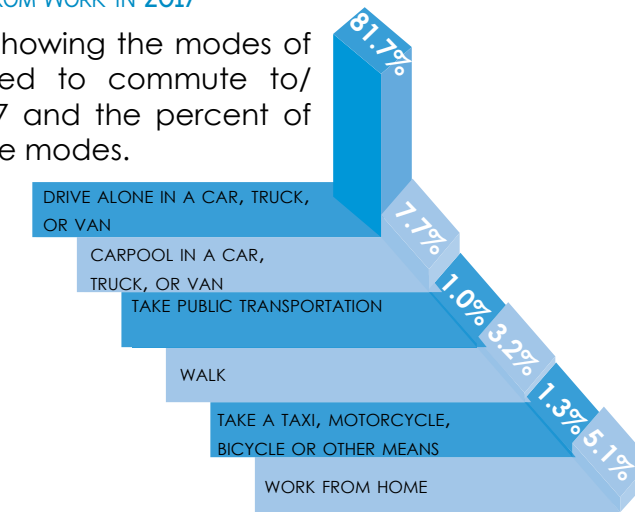 FROM WORK IN 2017
howing the modes of
ed to commute to/
7 and the percent of
e modes.
81.7%
DRIVE ALONE IN A CAR, TRUCK,
OR VAN
7.7%
CARPOOL IN A CAR,
TRUCK, OR VAN
1.0%
TAKE PUBLIC TRANSPORTATION
3.2%
WALK
1.3%
TAKE A TAXI, MOTORCYCLE,
BICYCLE OR OTHER MEANS
5.1%
WORK FROM HOME